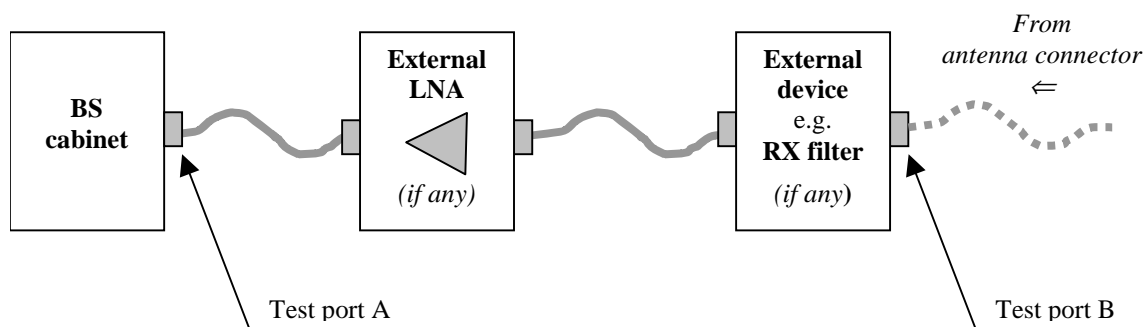 BS
cabinet
External
LNA
(if any)
External
device
e.g.
RX filter
(if any)
From
antenna connector
⇐
Test port A
Test port B